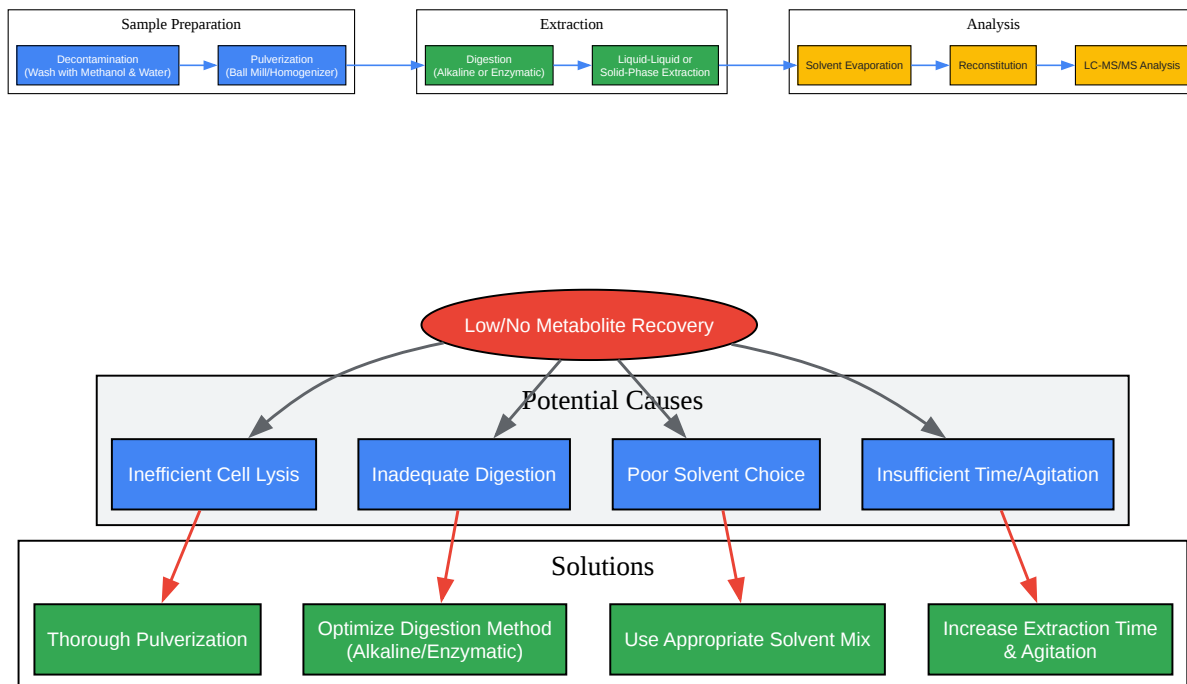 Sample Preparation
Decontamination
(Wash with Methanol & Water)
Pulverization
(Ball Mill/Homogenizer)
Extraction
Digestion
(Alkaline or Enzymatic)
Liquid-Liquid or
Solid-Phase Extraction
Analysis
Solvent Evaporation
Reconstitution
LC-MS/MS Analysis
Low/No Metabolite Recovery
Potential Causes
Inefficient Cell Lysis
Inadequate Digestion
Poor Solvent Choice
Insufficient Time/Agitation
Solutions
Thorough Pulverization
Optimize Digestion Method
(Alkaline/Enzymatic)
Use Appropriate Solvent Mix
Increase Extraction Time
& Agitation